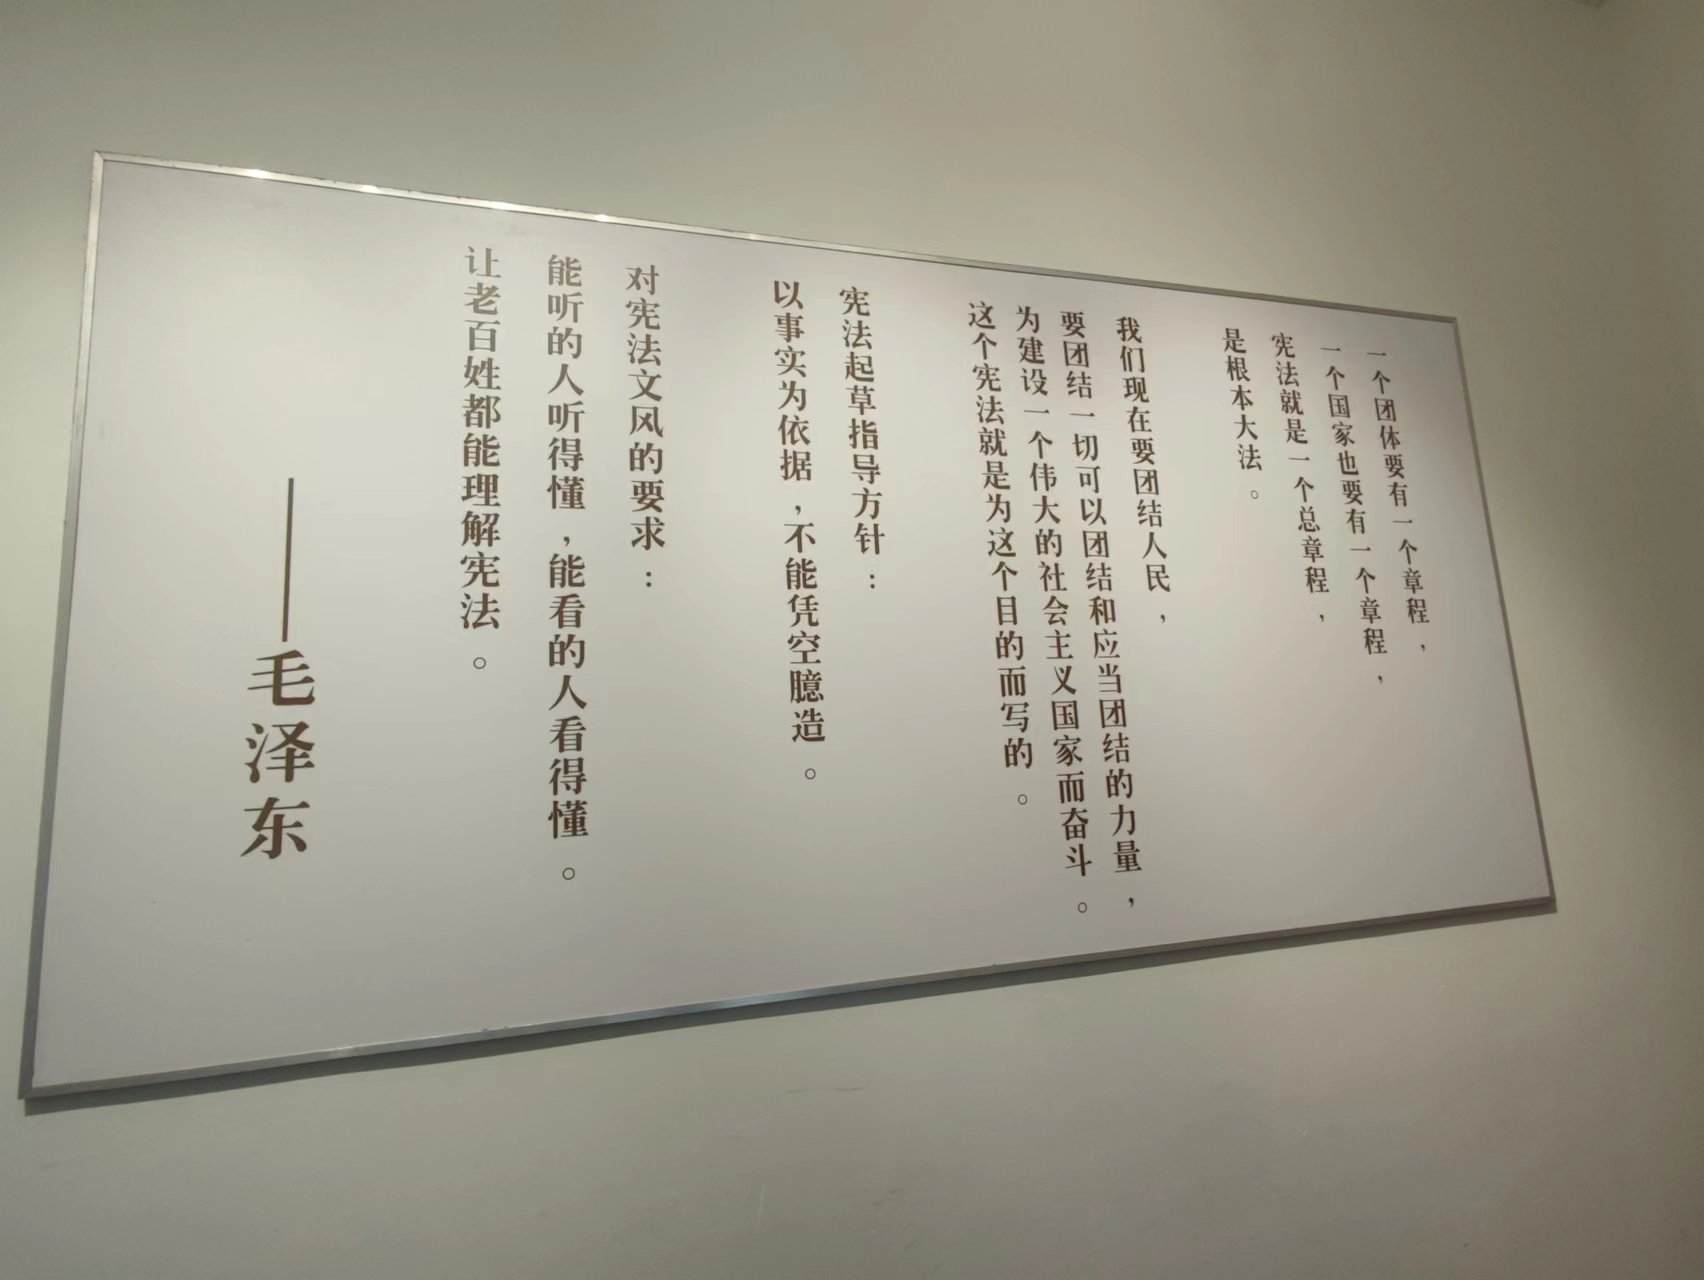 一个团体要有一个章程，
一个国家也要有一个章程，
宪法就是一个总章程，
是根本大法。
我们现在要团结人民，
要团结一切可以团结和应当团结的力量，
为建设一个伟大的社会主义国家而奋斗。
这个宪法就是为这个目的而写的。
宪法起草指导方针：
以事实为依据，不能凭空臆造。
对宪法文风的要求：
能听的人听得懂，能看的人看得懂。
让老百姓都能理解宪法。
——毛泽东